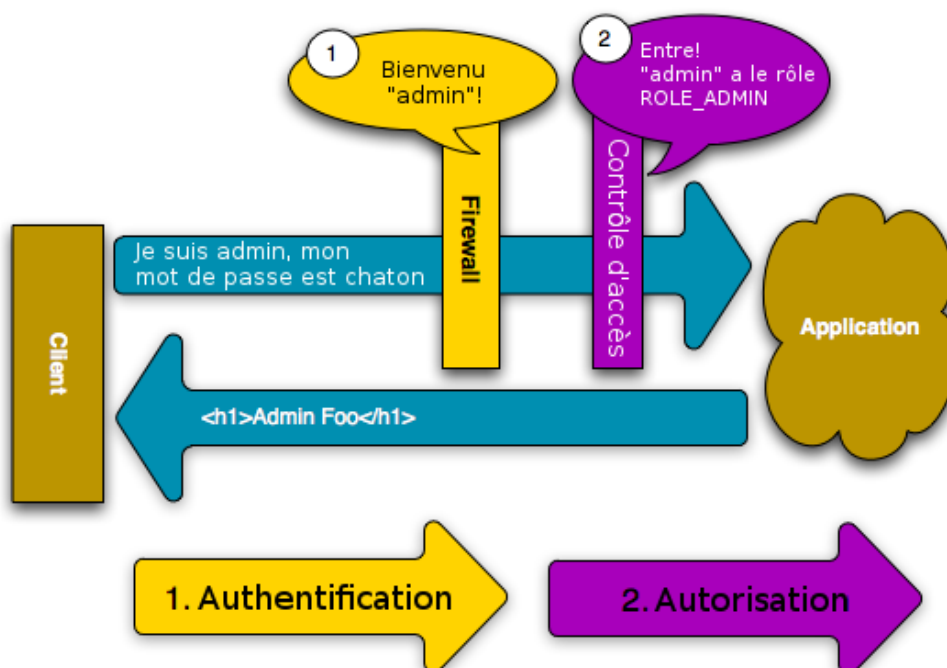 1
Bienvenu
"admin"!
2
Entre!
"admin" a le rôle
ROLE_ADMIN
Firewall
Contrôle d'accès
Je suis admin, mon
mot de passe est chaton
Client
Application
<h1>Admin Foo</h1>
1. Authentification
2. Autorisation